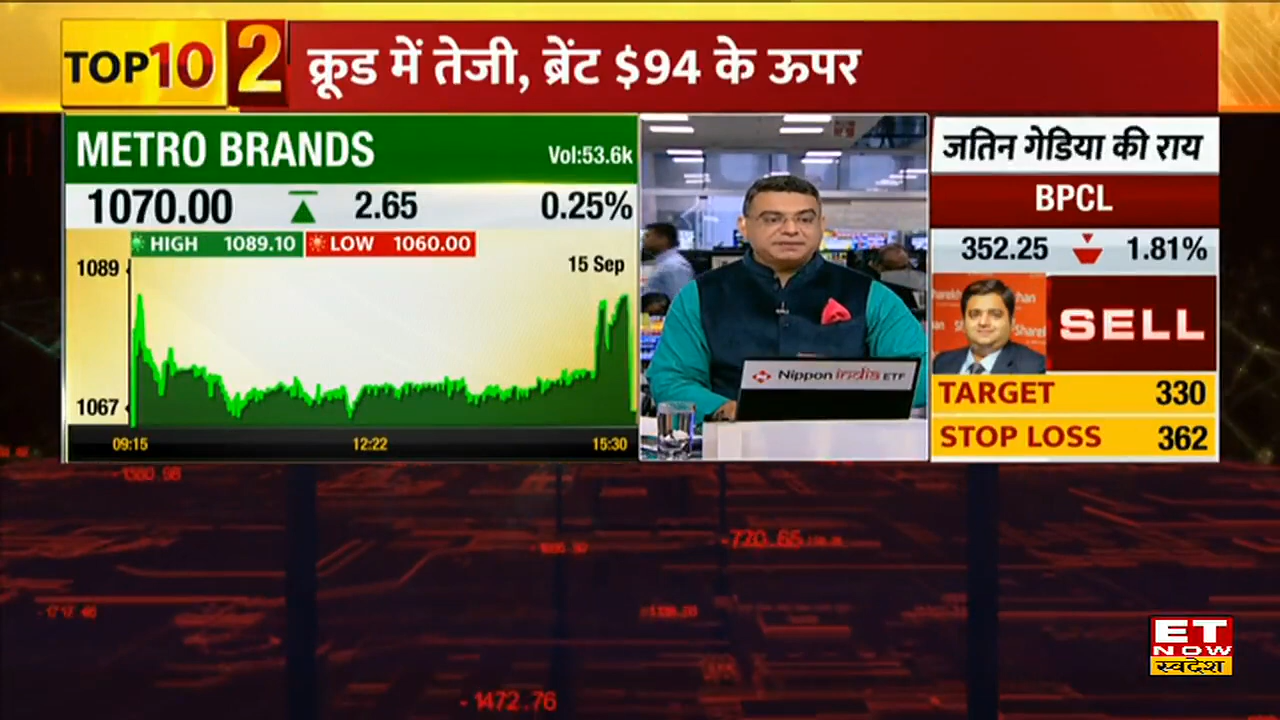 TOP10 2 क्रूड में तेजी, ब्रेंट $94 के ऊपर
METRO BRANDS Vol:53.6k
1070.00 2.65 0.25%
HIGH 1089.10 LOW 1060.00
15 Sep
1089
1067
09:15 12:22 15:30
Nippon india ETF
जतिन गेडिया की राय
BPCL
352.25 1.81%
SELL
TARGET 330
STOP LOSS 362
-770.65
-1472.76
ET
NOW
स्वदेश